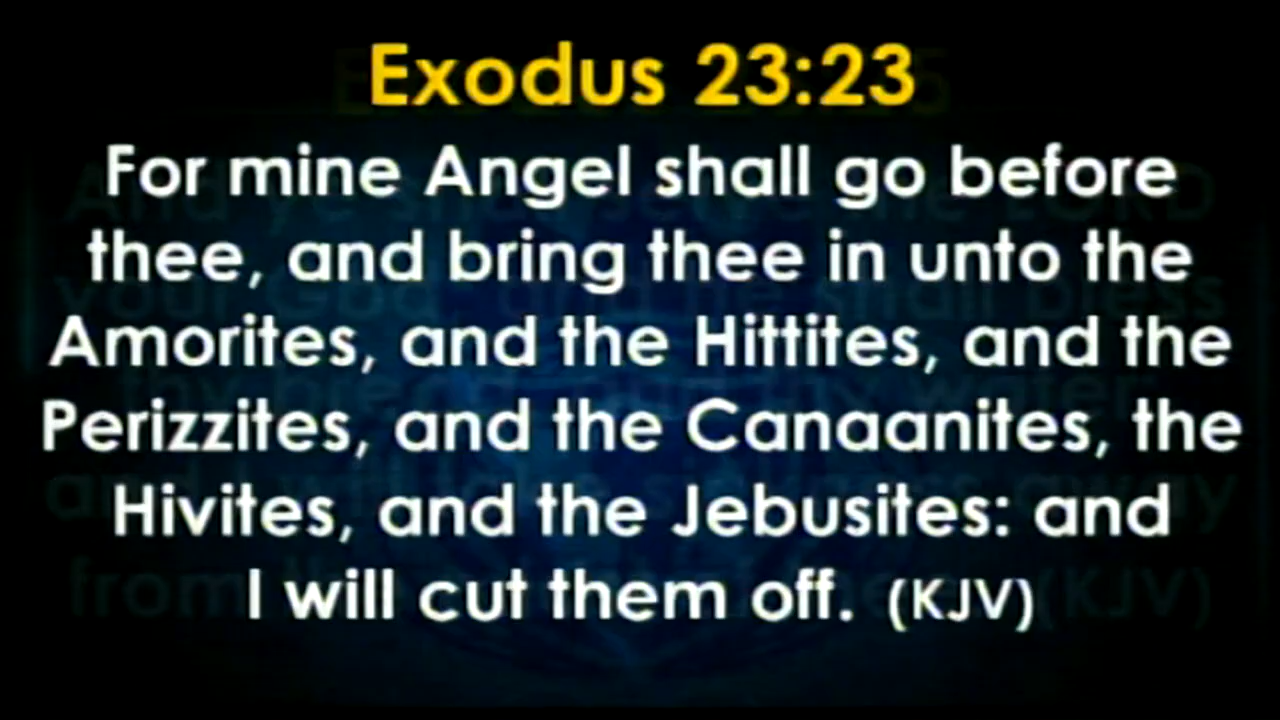 Exodus 23:23
For mine Angel shall go before
thee, and bring thee in unto the
Amorites, and the Hittites, and the
Perizzites, and the Canaanites, the
Hivites, and the Jebusites: and
I will cut them off. (KJV)